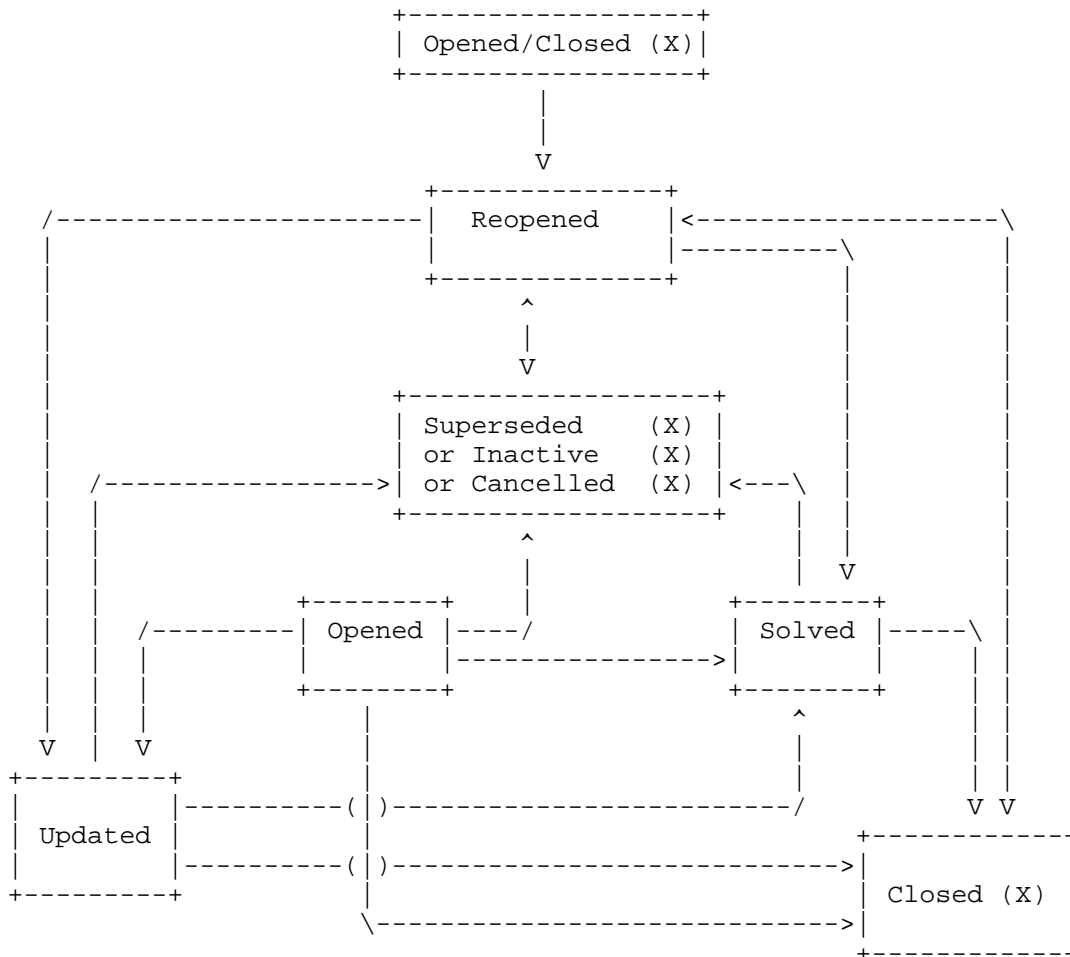 Opened/Closed (X)
Reopened
Superseded (X)
or Inactive (X)
or Cancelled (X)
Opened
Solved
Updated
Closed (X)